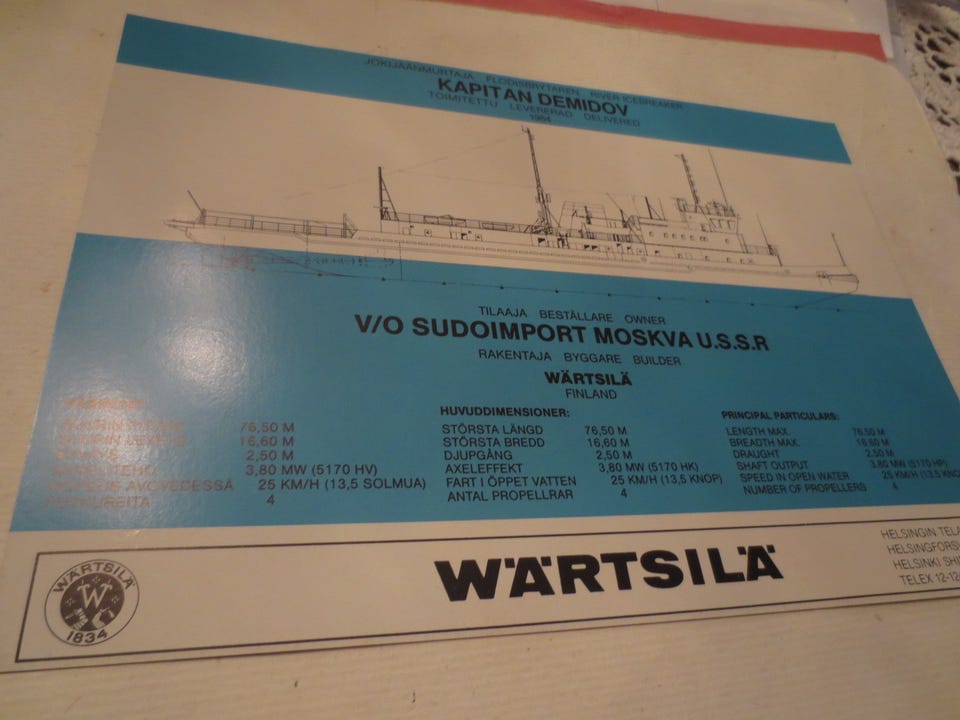 JOKIJÄÄNMURTAJA FLODISBRYTAREN RIVER ICEBREAKER
KAPITAN DEMIDOV
TOIMITETTU LEVERERAD DELIVERED
1984
TILAAJA BESTÄLLARE OWNER
V/O SUDOIMPORT MOSKVA U.S.S.R
RAKENTAJA BYGGARE BUILDER
WÄRTSILÄ
FINLAND
76,50 M
16,60 M
2,50 M
3,80 MW (5170 HV)
AVOVEDESSÄ 25 KM/H (13,5 SOLMUA)
4
HUVUDDIMENSIONER:
STÖRSTA LÄNGD 76,50 M
STÖRSTA BREDD 16,60 M
DJUPGÅNG 2,50 M
AXELEFFEKT 3,80 MW (5170 HK)
FART I ÖPPET VATTEN 25 KM/H (13,5 KNOP)
ANTAL PROPELLRAR 4
PRINCIPAL PARTICULARS:
LENGTH MAX. 76,50 M
BREADTH MAX. 16,60 M
DRAUGHT 2,50 M
SHAFT OUTPUT 3,80 MW (5170 HP)
SPEED IN OPEN WATER 25 KM/H (13,5
NUMBER OF PROPELLERS 4
WÄRTSILÄ
W
1834
WÄRTSILÄ
HELSINGIN
HELSINGFORS
HELSINKI
TELEX 12-12